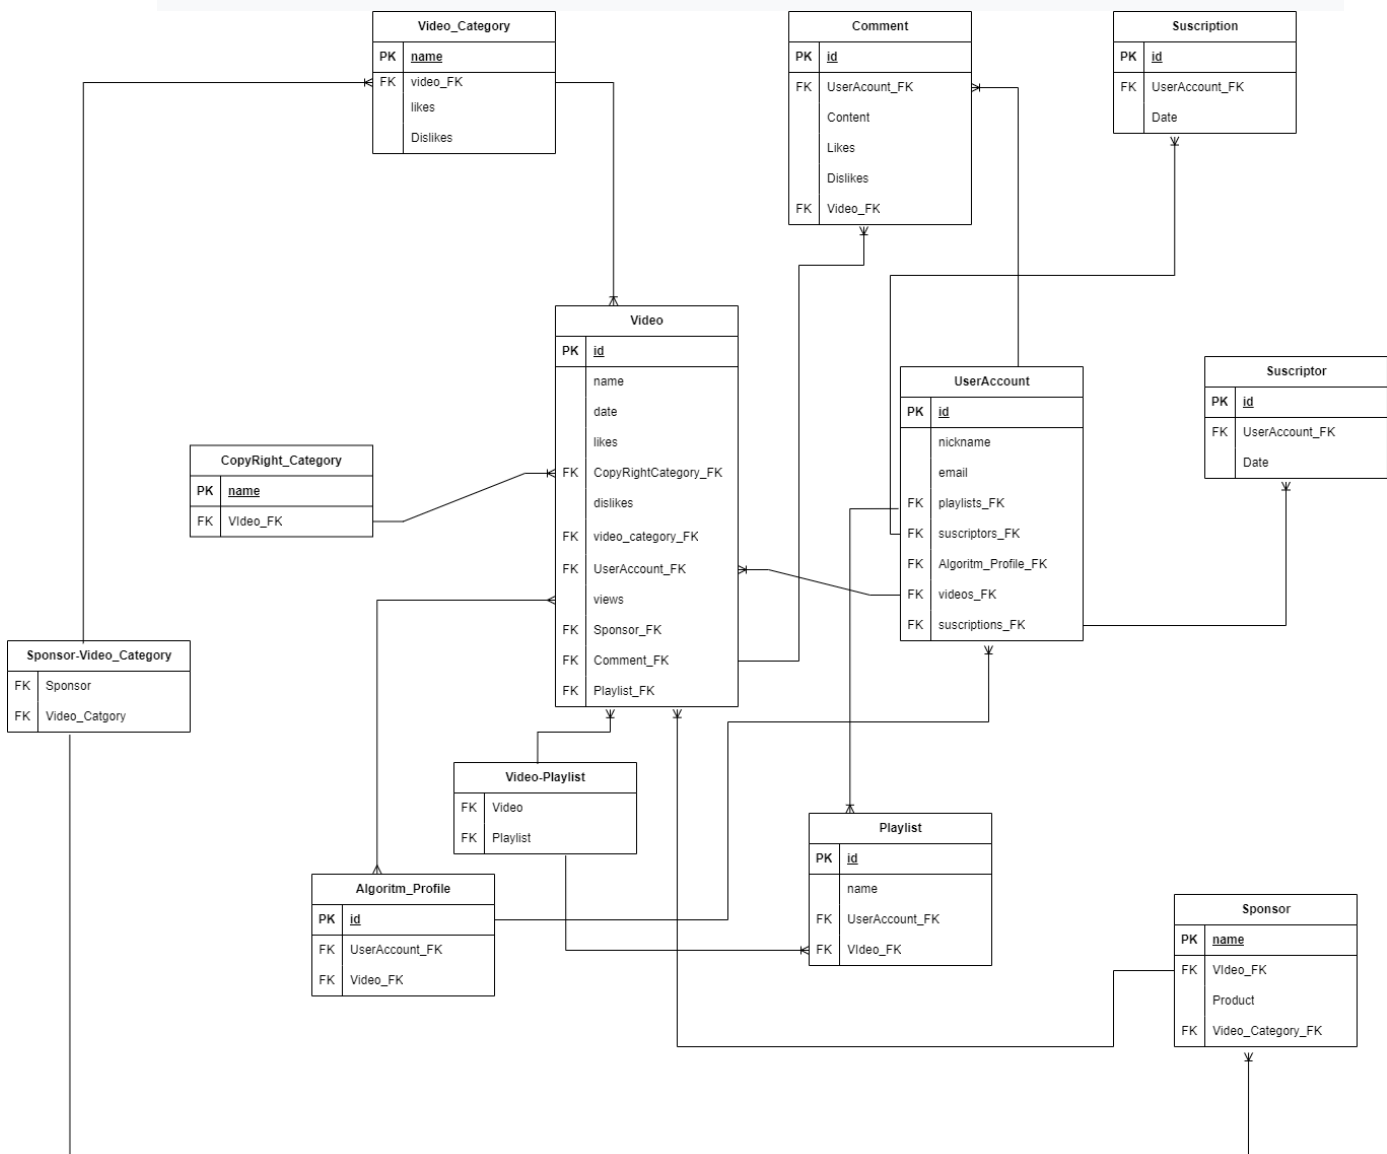 Video_Category
PK name
FK video_FK
likes
Dislikes
Comment
PK id
FK UserAcount_FK
Content
Likes
Dislikes
FK Video_FK
Suscription
PK id
FK UserAccount_FK
Date
Video
PK id
name
date
likes
FK CopyRightCategory_FK
dislikes
FK video_category_FK
FK UserAccount_FK
views
FK Sponsor_FK
FK Comment_FK
FK Playlist_FK
UserAccount
PK id
nickname
email
FK playlists_FK
FK suscriptors_FK
FK Algoritm_Profile_FK
FK videos_FK
FK suscriptions_FK
Suscriptor
PK id
FK UserAccount_FK
Date
CopyRight_Category
PK name
FK VIdeo_FK
Sponsor-Video_Category
FK Sponsor
FK Video_Catgory
Video-Playlist
FK Video
FK Playlist
Playlist
PK id
name
FK UserAccount_FK
FK VIdeo_FK
Algoritm_Profile
PK id
FK UserAccount_FK
FK Video_FK
Sponsor
PK name
FK VIdeo_FK
Product
FK Video_Category_FK